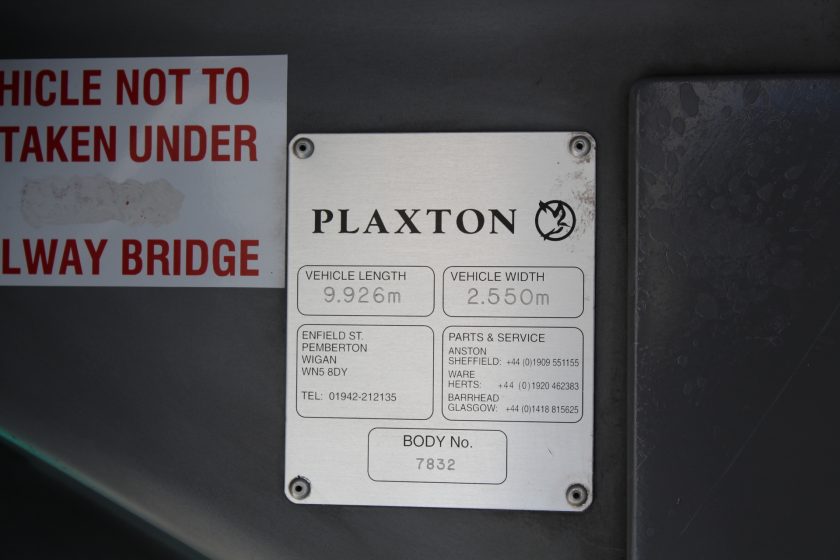 HICLE NOT TO
TAKEN UNDER
LWAY BRIDGE
PLAXTON
VEHICLE LENGTH
9.926m
VEHICLE WIDTH
2.550m
ENFIELD ST.
PEMBERTON
WIGAN
WN5 8DY
TEL: 01942-212135
PARTS & SERVICE
ANSTON
SHEFFIELD: +44 (0)1909 551155
WARE
HERTS: +44 (0)1920 462383
BARRHEAD
GLASGOW: +44 (0)1418 815625
BODY No.
7832